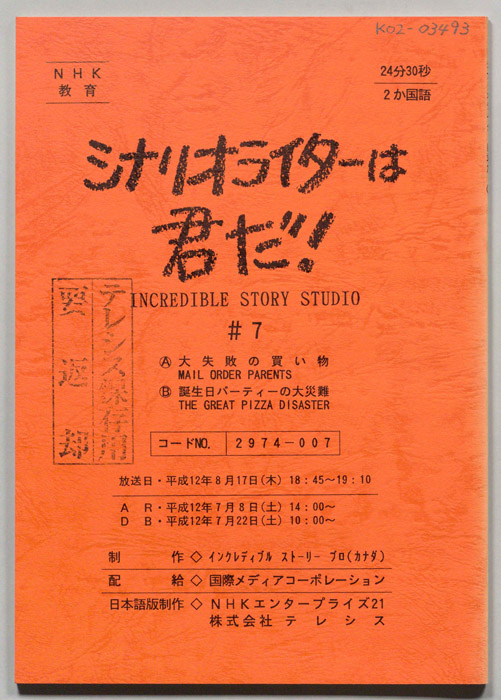 K02-03493
NHK
教育
24分30秒
2か国語
シナリオライターは
君だ!
INCREDIBLE STORY STUDIO
#7
Ⓐ 大失敗の買い物
MAIL ORDER PARENTS
Ⓑ 誕生日パーティーの大災難
THE GREAT PIZZA DISASTER
テレシス保存用
要返却
コードNO. 2974-007
放送日・平成12年8月17日(木) 18:45~19:10
AR・平成12年7月8日(土) 14:00~
DB・平成12年7月22日(土) 10:00~
制作◇インクレディブル ストーリー プロ(カナダ)
配給◇国際メディアコーポレーション
日本語版制作◇NHKエンタープライズ21
株式会社テレシス